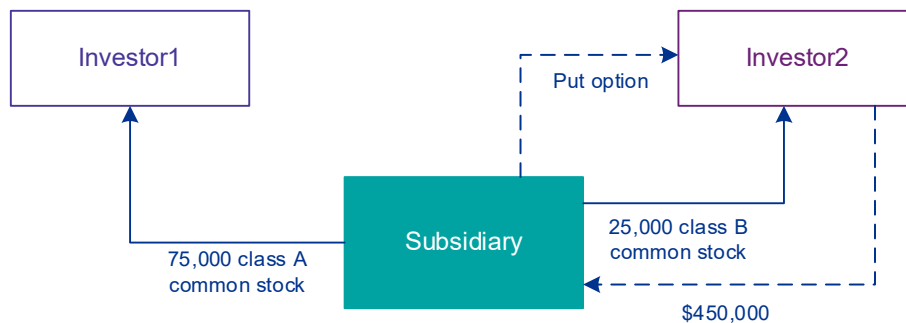 Investor1
Investor2
Put option
Subsidiary
75,000 class A
common stock
25,000 class B
common stock
$450,000